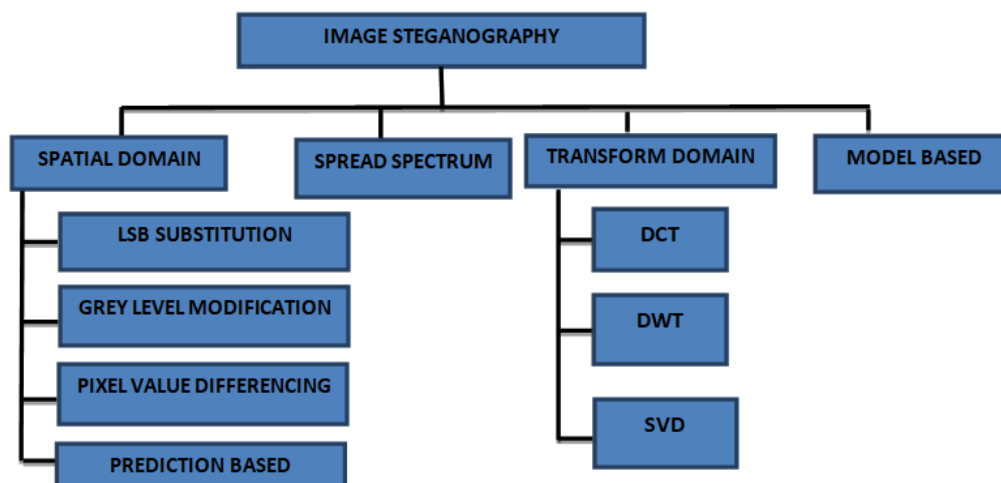 IMAGE STEGANOGRAPHY
SPATIAL DOMAIN
SPREAD SPECTRUM
TRANSFORM DOMAIN
MODEL BASED
LSB SUBSTITUTION
GREY LEVEL MODIFICATION
PIXEL VALUE DIFFERENCING
PREDICTION BASED
DCT
DWT
SVD